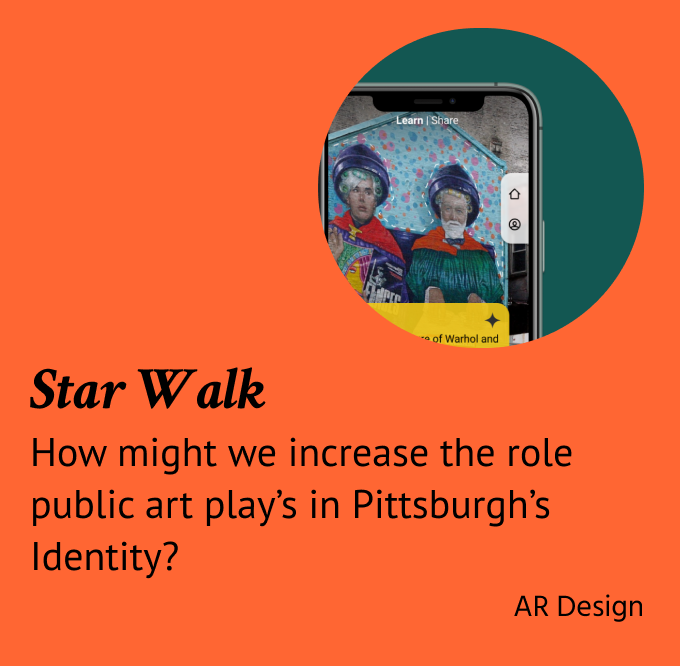 Learn | Share
e of Warhol and
Star Walk
How might we increase the role
public art play’s in Pittsburgh’s
Identity?
AR Design